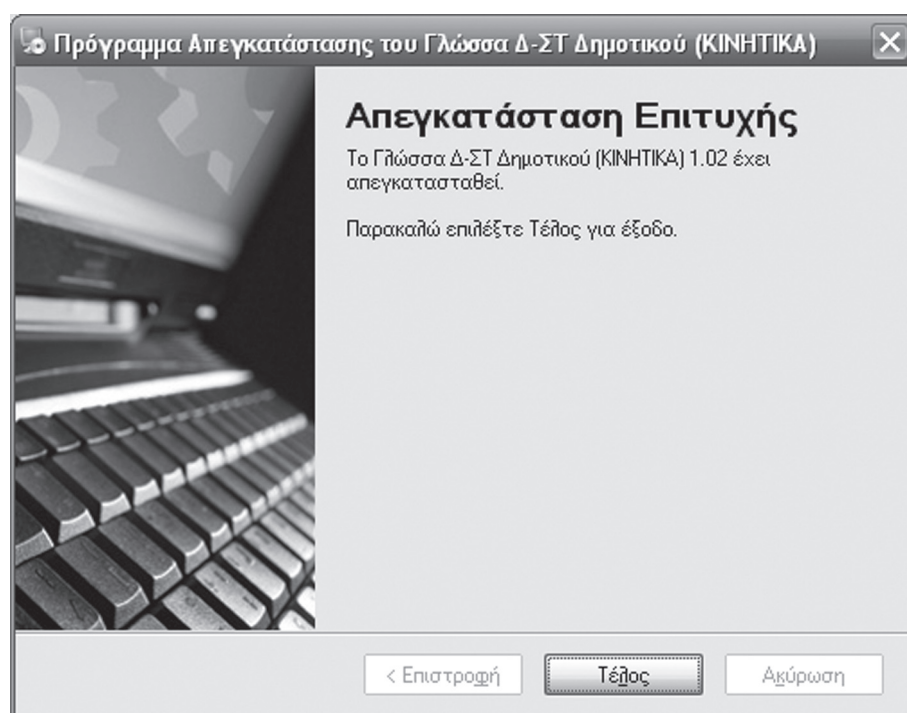 Πρόγραμμα Απεγκατάστασης του Γλώσσα Δ-ΣΤ Δημοτικού (ΚΙΝΗΤΙΚΑ)
Απεγκατάσταση Επιτυχής
Το Γλώσσα Δ-ΣΤ Δημοτικού (ΚΙΝΗΤΙΚΑ) 1.02 έχει
απεγκατασταθεί.
Παρακαλώ επιλέξτε Τέλος για έξοδο.
< Επιστροφή Τέλος Ακύρωση